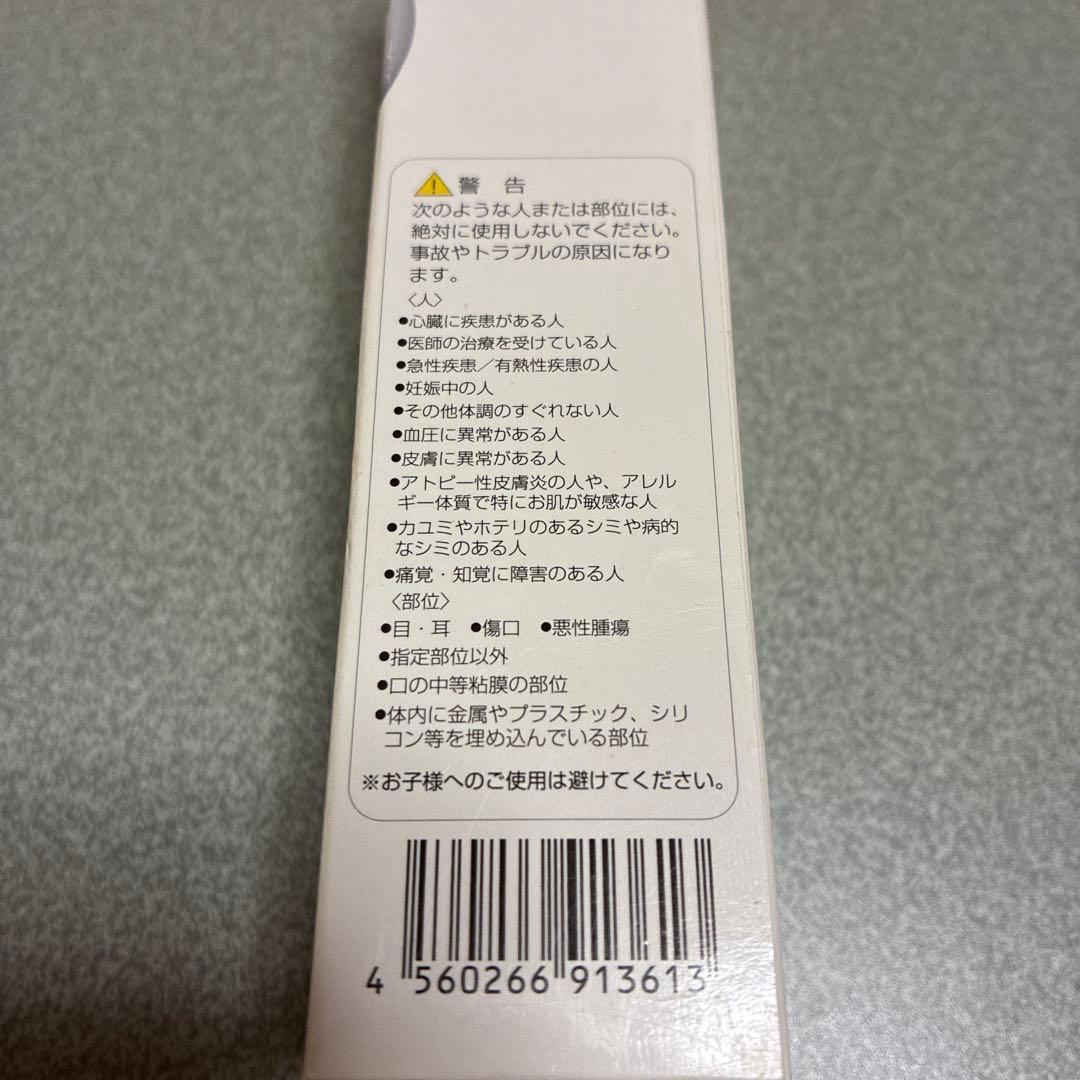 警 告
次のような人または部位には、
絶対に使用しないでください。
事故やトラブルの原因になり
ます。
〈人〉
●心臓に疾患がある人
●医師の治療を受けている人
●急性疾患／有熱性疾患の人
●妊娠中の人
●その他体調のすぐれない人
●血圧に異常がある人
●皮膚に異常がある人
●アトピー性皮膚炎の人や、アレル
ギー体質で特にお肌が敏感な人
●カユミやホテリのあるシミや病的
なシミのある人
●痛覚・知覚に障害のある人
〈部位〉
●目・耳 ●傷口 ●悪性腫瘍
●指定部位以外
●口の中等粘膜の部位
●体内に金属やプラスチック、シリ
コン等を埋め込んでいる部位
※お子様へのご使用は避けてください。
4 560266 913613